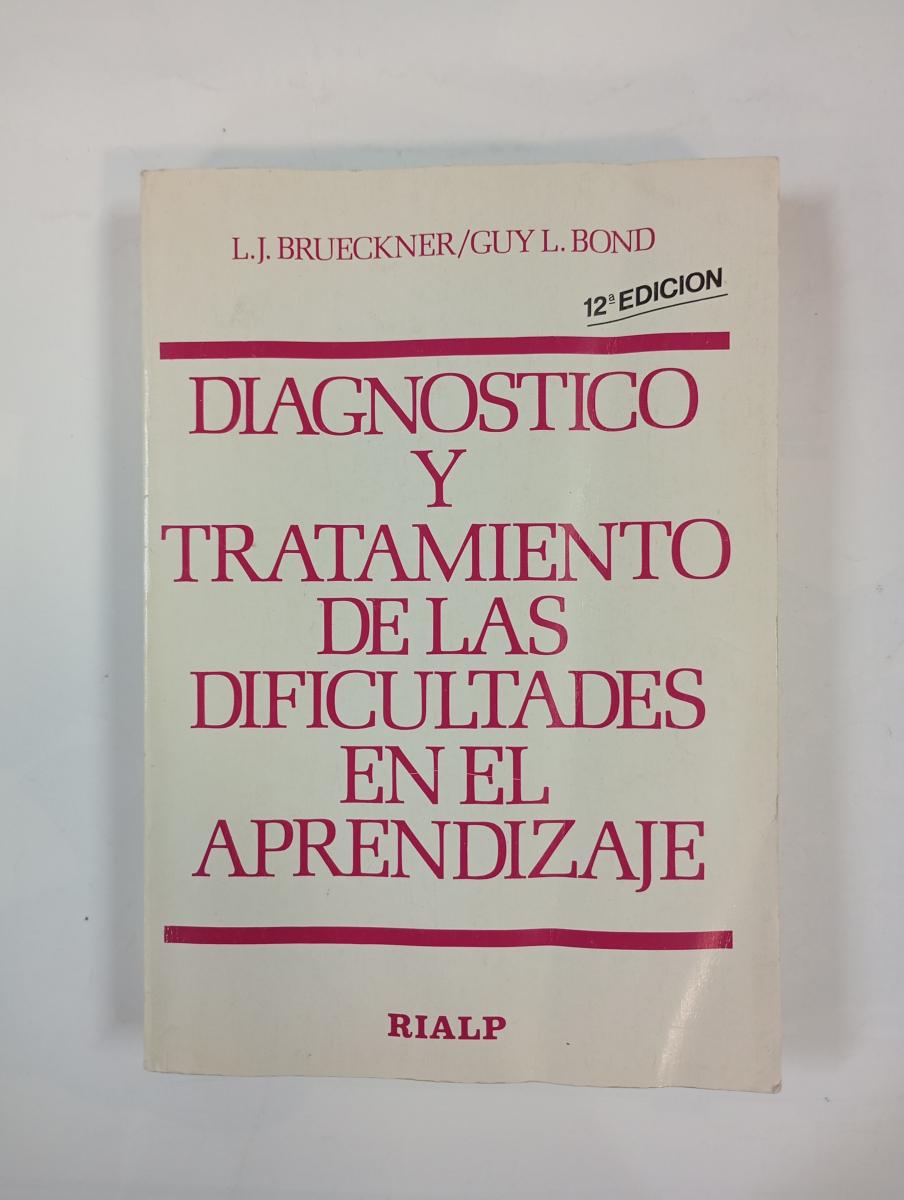 L.J. BRUECKNER/GUY L. BOND
12ª EDICION
DIAGNOSTICO
Y
TRATAMIENTO
DE LAS
DIFICULTADES
EN EL
APRENDIZAJE
RIALP